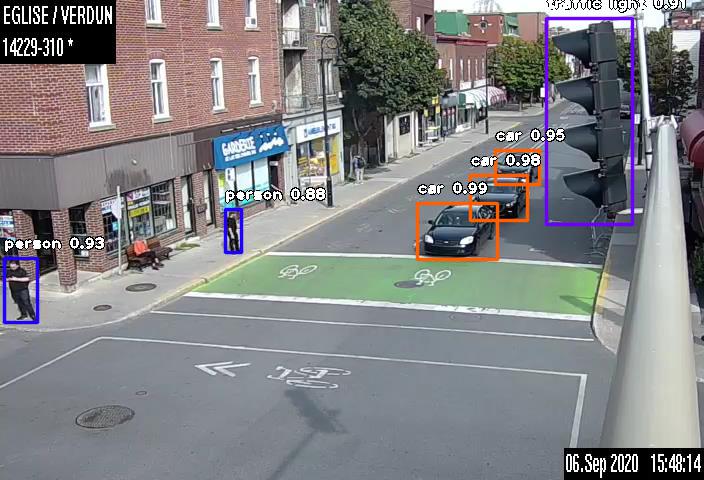 EGLISE / VERDUN
14229-310 *
traffic light 0.91
car 0.95
car 0.98
car 0.99
person 0.88
person 0.93
GARDERIE
06.Sep 2020 15:48:14